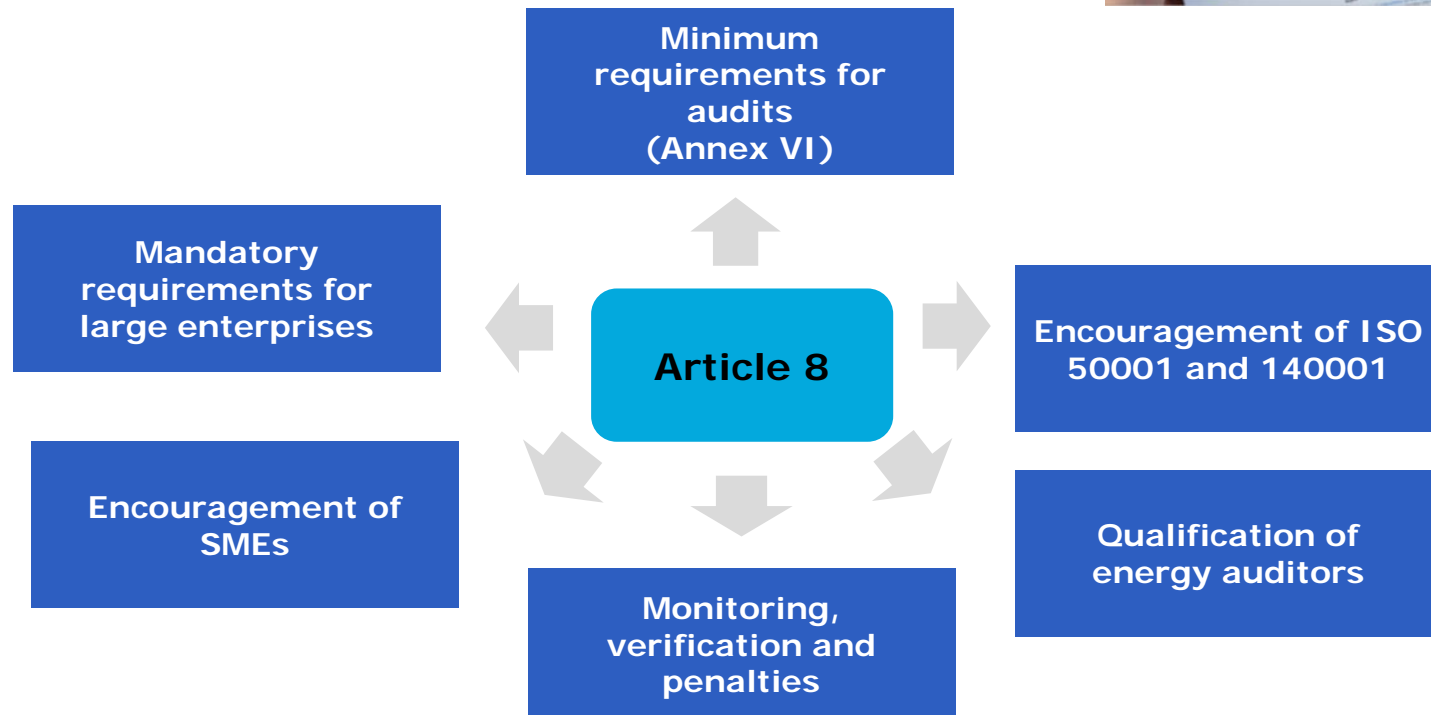 Minimum
requirements for
audits
(Annex VI)
Mandatory
requirements for
large enterprises
Article 8
Encouragement of ISO
50001 and 140001
Encouragement of
SMEs
Qualification of
energy auditors
Monitoring,
verification and
penalties